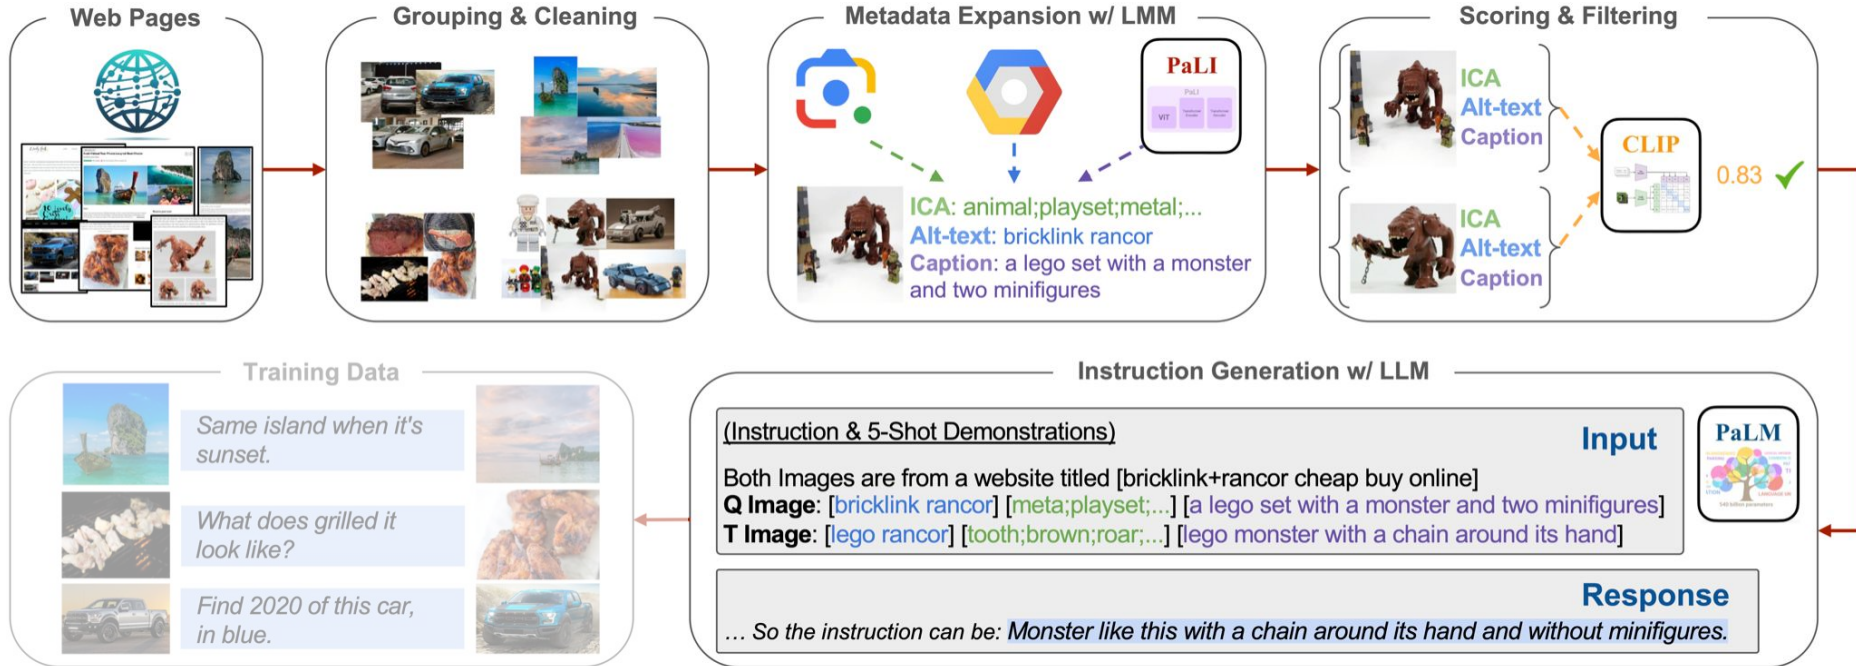 Web Pages
Grouping & Cleaning
Metadata Expansion w/ LMM
PaLI
PaLI
ViT
ICA: animal;playset;metal;...
Alt-text: bricklink rancor
Caption: a lego set with a monster
and two minifigures
Scoring & Filtering
ICA
Alt-text
Caption
CLIP
0.83
ICA
Alt-text
Caption
Training Data
Same island when it's
sunset.
What does grilled it
look like?
Find 2020 of this car,
in blue.
Instruction Generation w/ LLM
(Instruction & 5-Shot Demonstrations)
Input
Both Images are from a website titled [bricklink+rancor cheap buy online]
Q Image: [bricklink rancor] [meta;playset;...] [a lego set with a monster and two minifigures]
T Image: [lego rancor] [tooth;brown;roar;...] [lego monster with a chain around its hand]
PaLM
540 billion parameters
Response
... So the instruction can be: Monster like this with a chain around its hand and without minifigures.